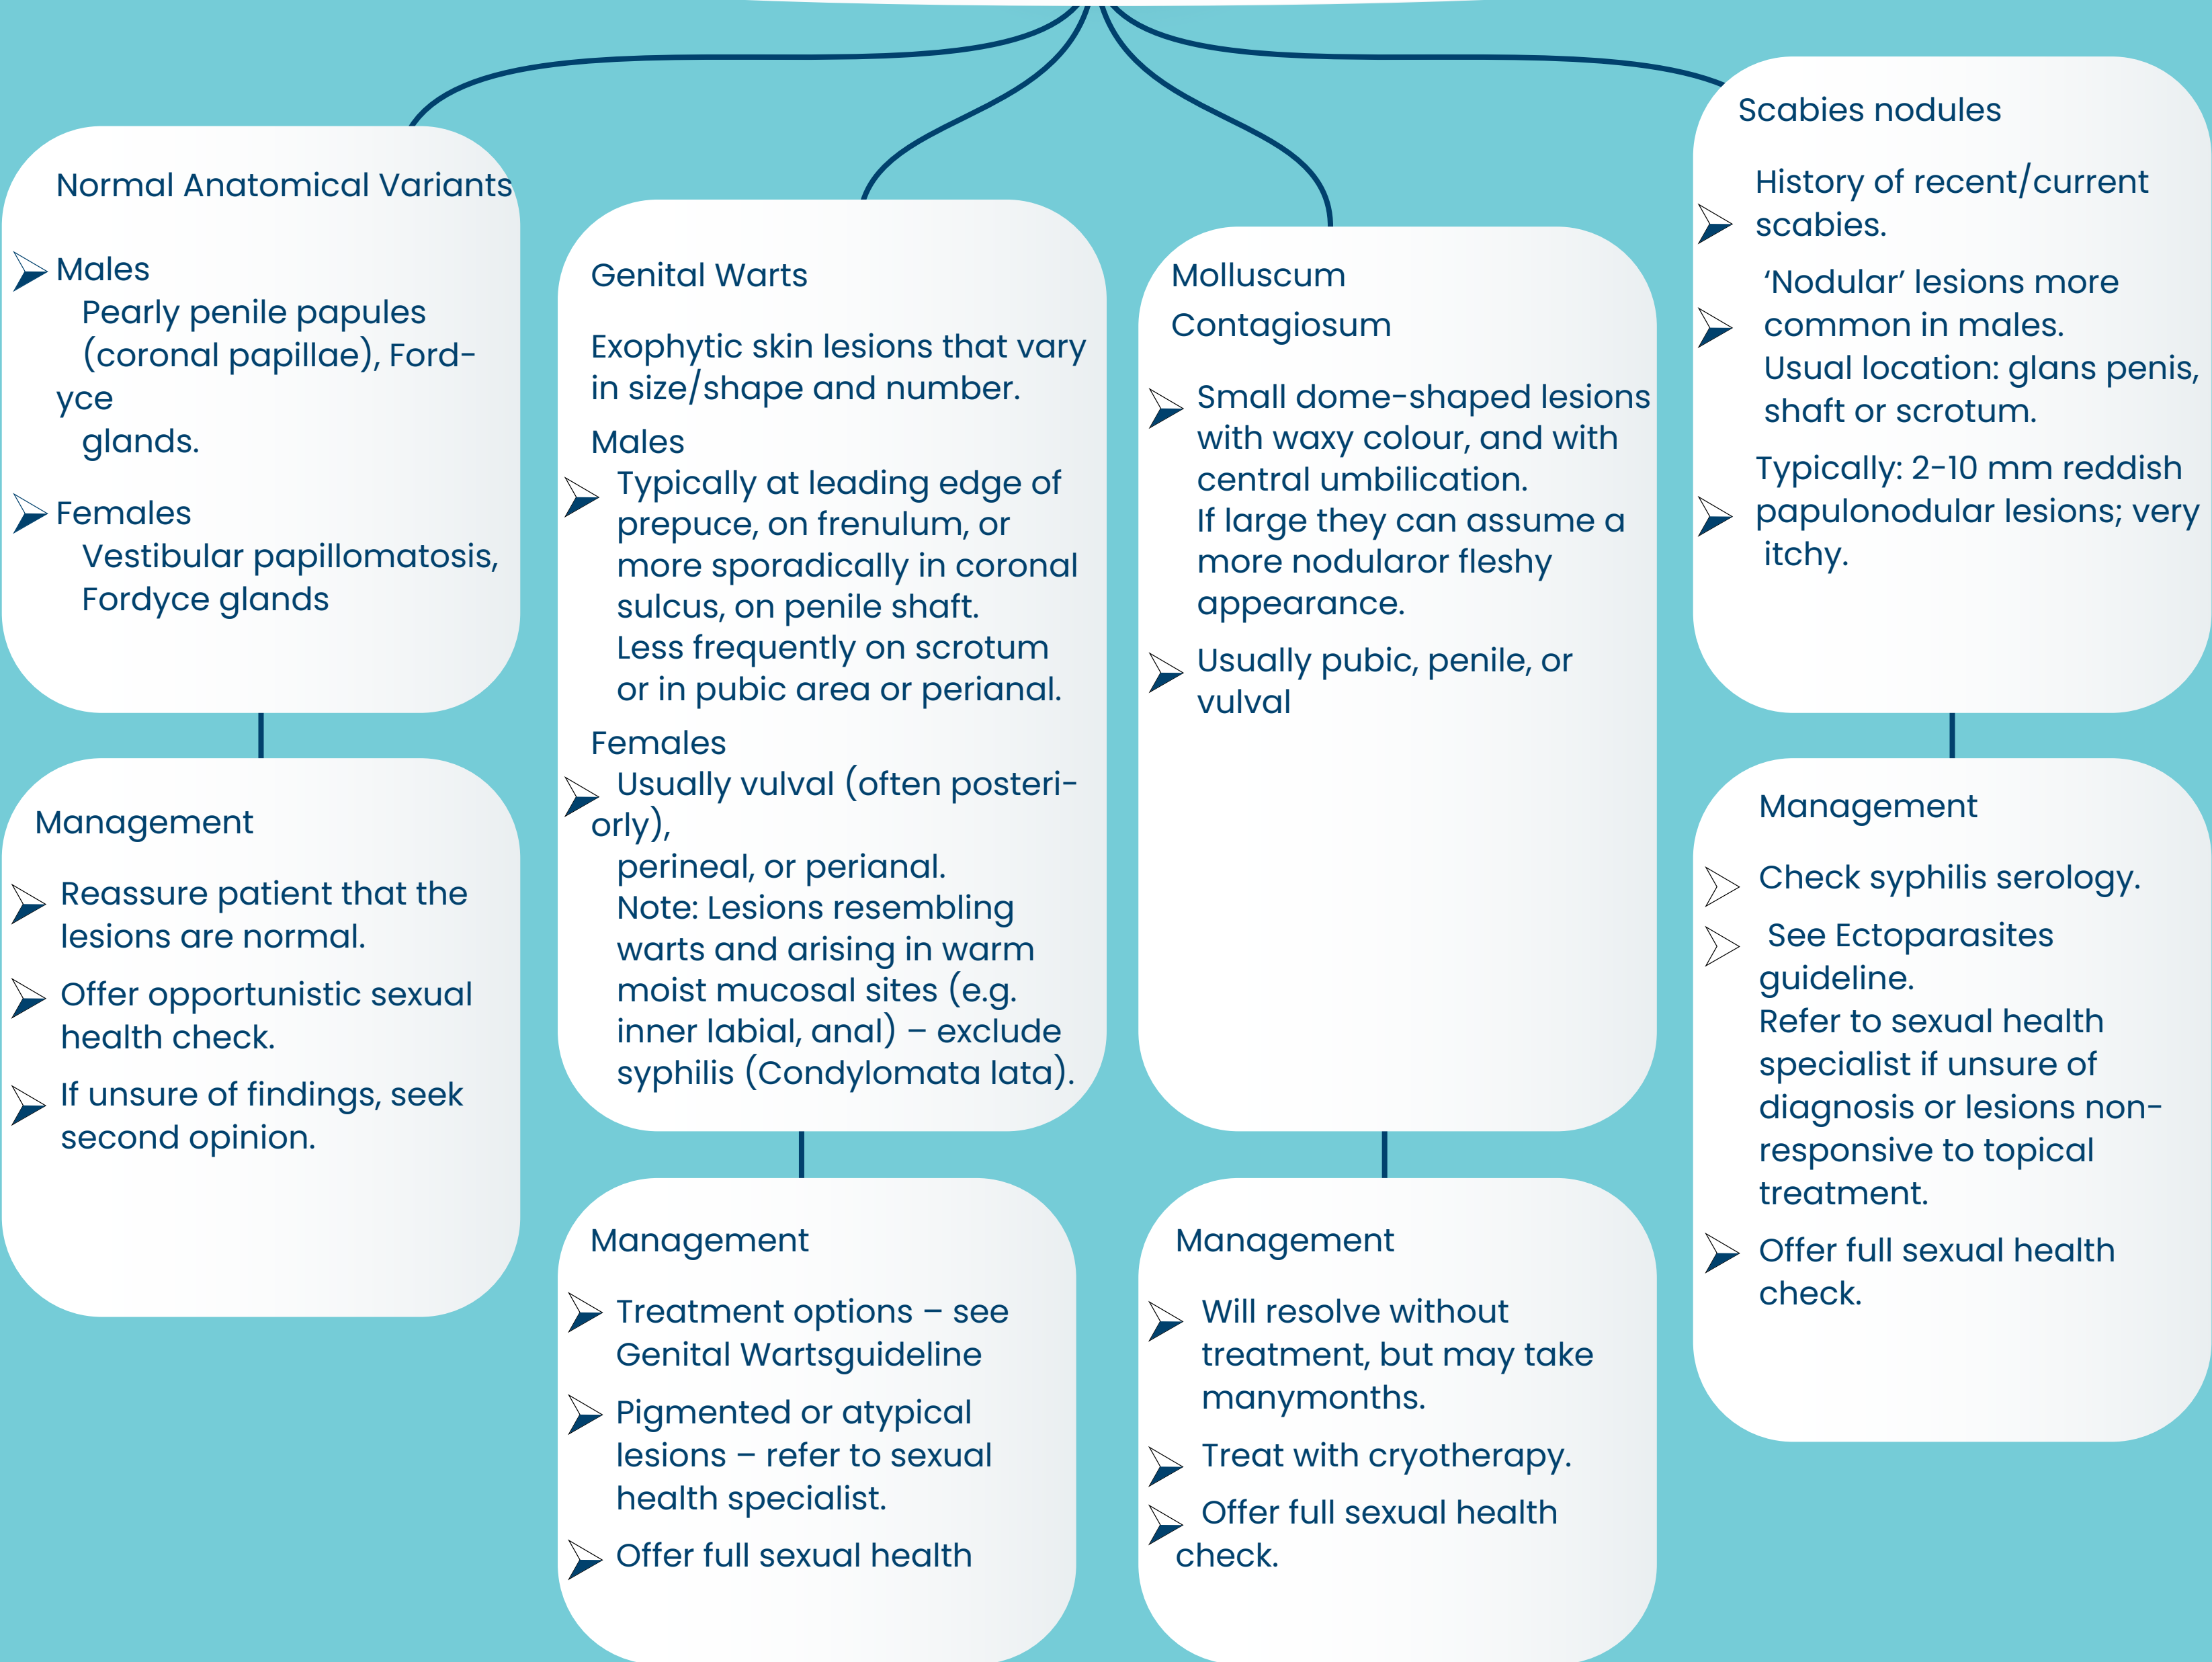 Normal Anatomical Variants
Males
Pearly penile papules
(coronal papillae), Ford-
yce
glands.
Females
Vestibular papillomatosis,
Fordyce glands
Management
Reassure patient that the
lesions are normal.
Offer opportunistic sexual
health check.
If unsure of findings, seek
second opinion.
Genital Warts
Exophytic skin lesions that vary
in size/shape and number.
Males
Typically at leading edge of
prepuce, on frenulum, or
more sporadically in coronal
sulcus, on penile shaft.
Less frequently on scrotum
or in pubic area or perianal.
Females
Usually vulval (often posteri-
orly),
perineal, or perianal.
Note: Lesions resembling
warts and arising in warm
moist mucosal sites (e.g.
inner labial, anal) – exclude
syphilis (Condylomata lata).
Management
Treatment options – see
Genital Wartsguideline
Pigmented or atypical
lesions – refer to sexual
health specialist.
Offer full sexual health
Molluscum
Contagiosum
Small dome-shaped lesions
with waxy colour, and with
central umbilication.
If large they can assume a
more nodularor fleshy
appearance.
Usually pubic, penile, or
vulval
Management
Will resolve without
treatment, but may take
manymonths.
Treat with cryotherapy.
Offer full sexual health
check.
Scabies nodules
History of recent/current
scabies.
‘Nodular’ lesions more
common in males.
Usual location: glans penis,
shaft or scrotum.
Typically: 2-10 mm reddish
papulonodular lesions; very
itchy.
Management
Check syphilis serology.
See Ectoparasites
guideline.
Refer to sexual health
specialist if unsure of
diagnosis or lesions non-
responsive to topical
treatment.
Offer full sexual health
check.